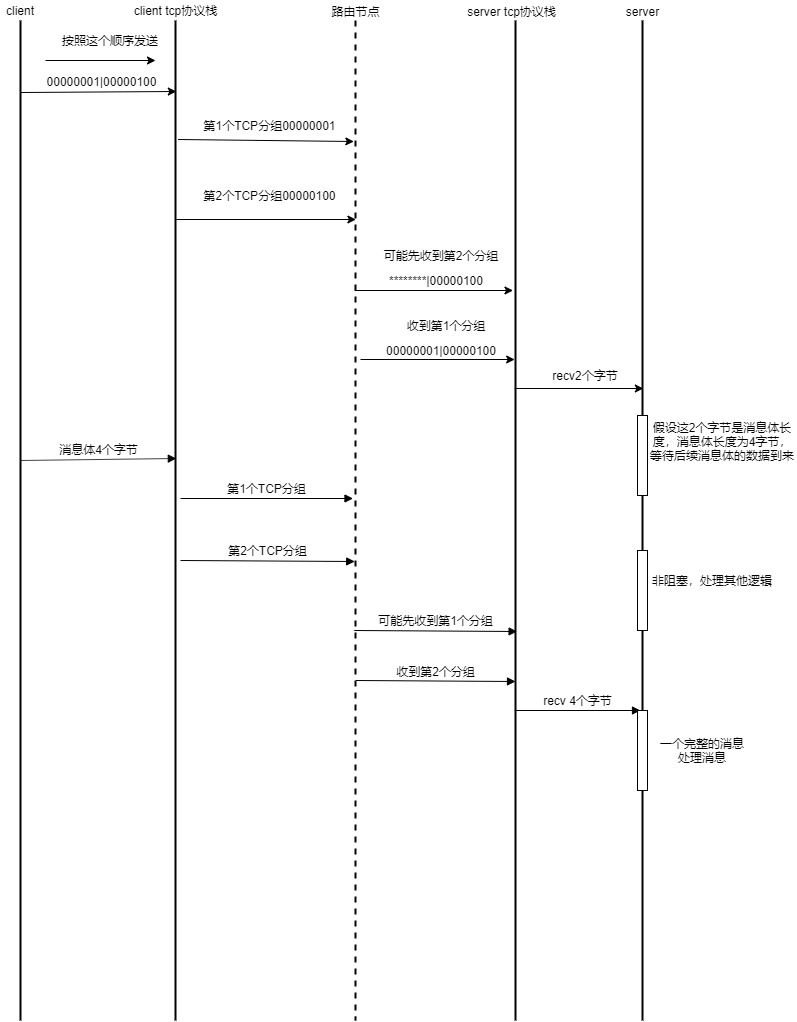 client
client tcp协议栈
路由节点
server tcp协议栈
server
按照这个顺序发送
00000001|00000100
第1个TCP分组00000001
第2个TCP分组00000100
可能先收到第2个分组
********|00000100
收到第1个分组
00000001|00000100
recv2个字节
假设这2个字节是消息体长
度，消息体长度为4字节，
等待后续消息体的数据到来
消息体4个字节
第1个TCP分组
第2个TCP分组
非阻塞，处理其他逻辑
可能先收到第1个分组
收到第2个分组
recv 4个字节
一个完整的消息
处理消息